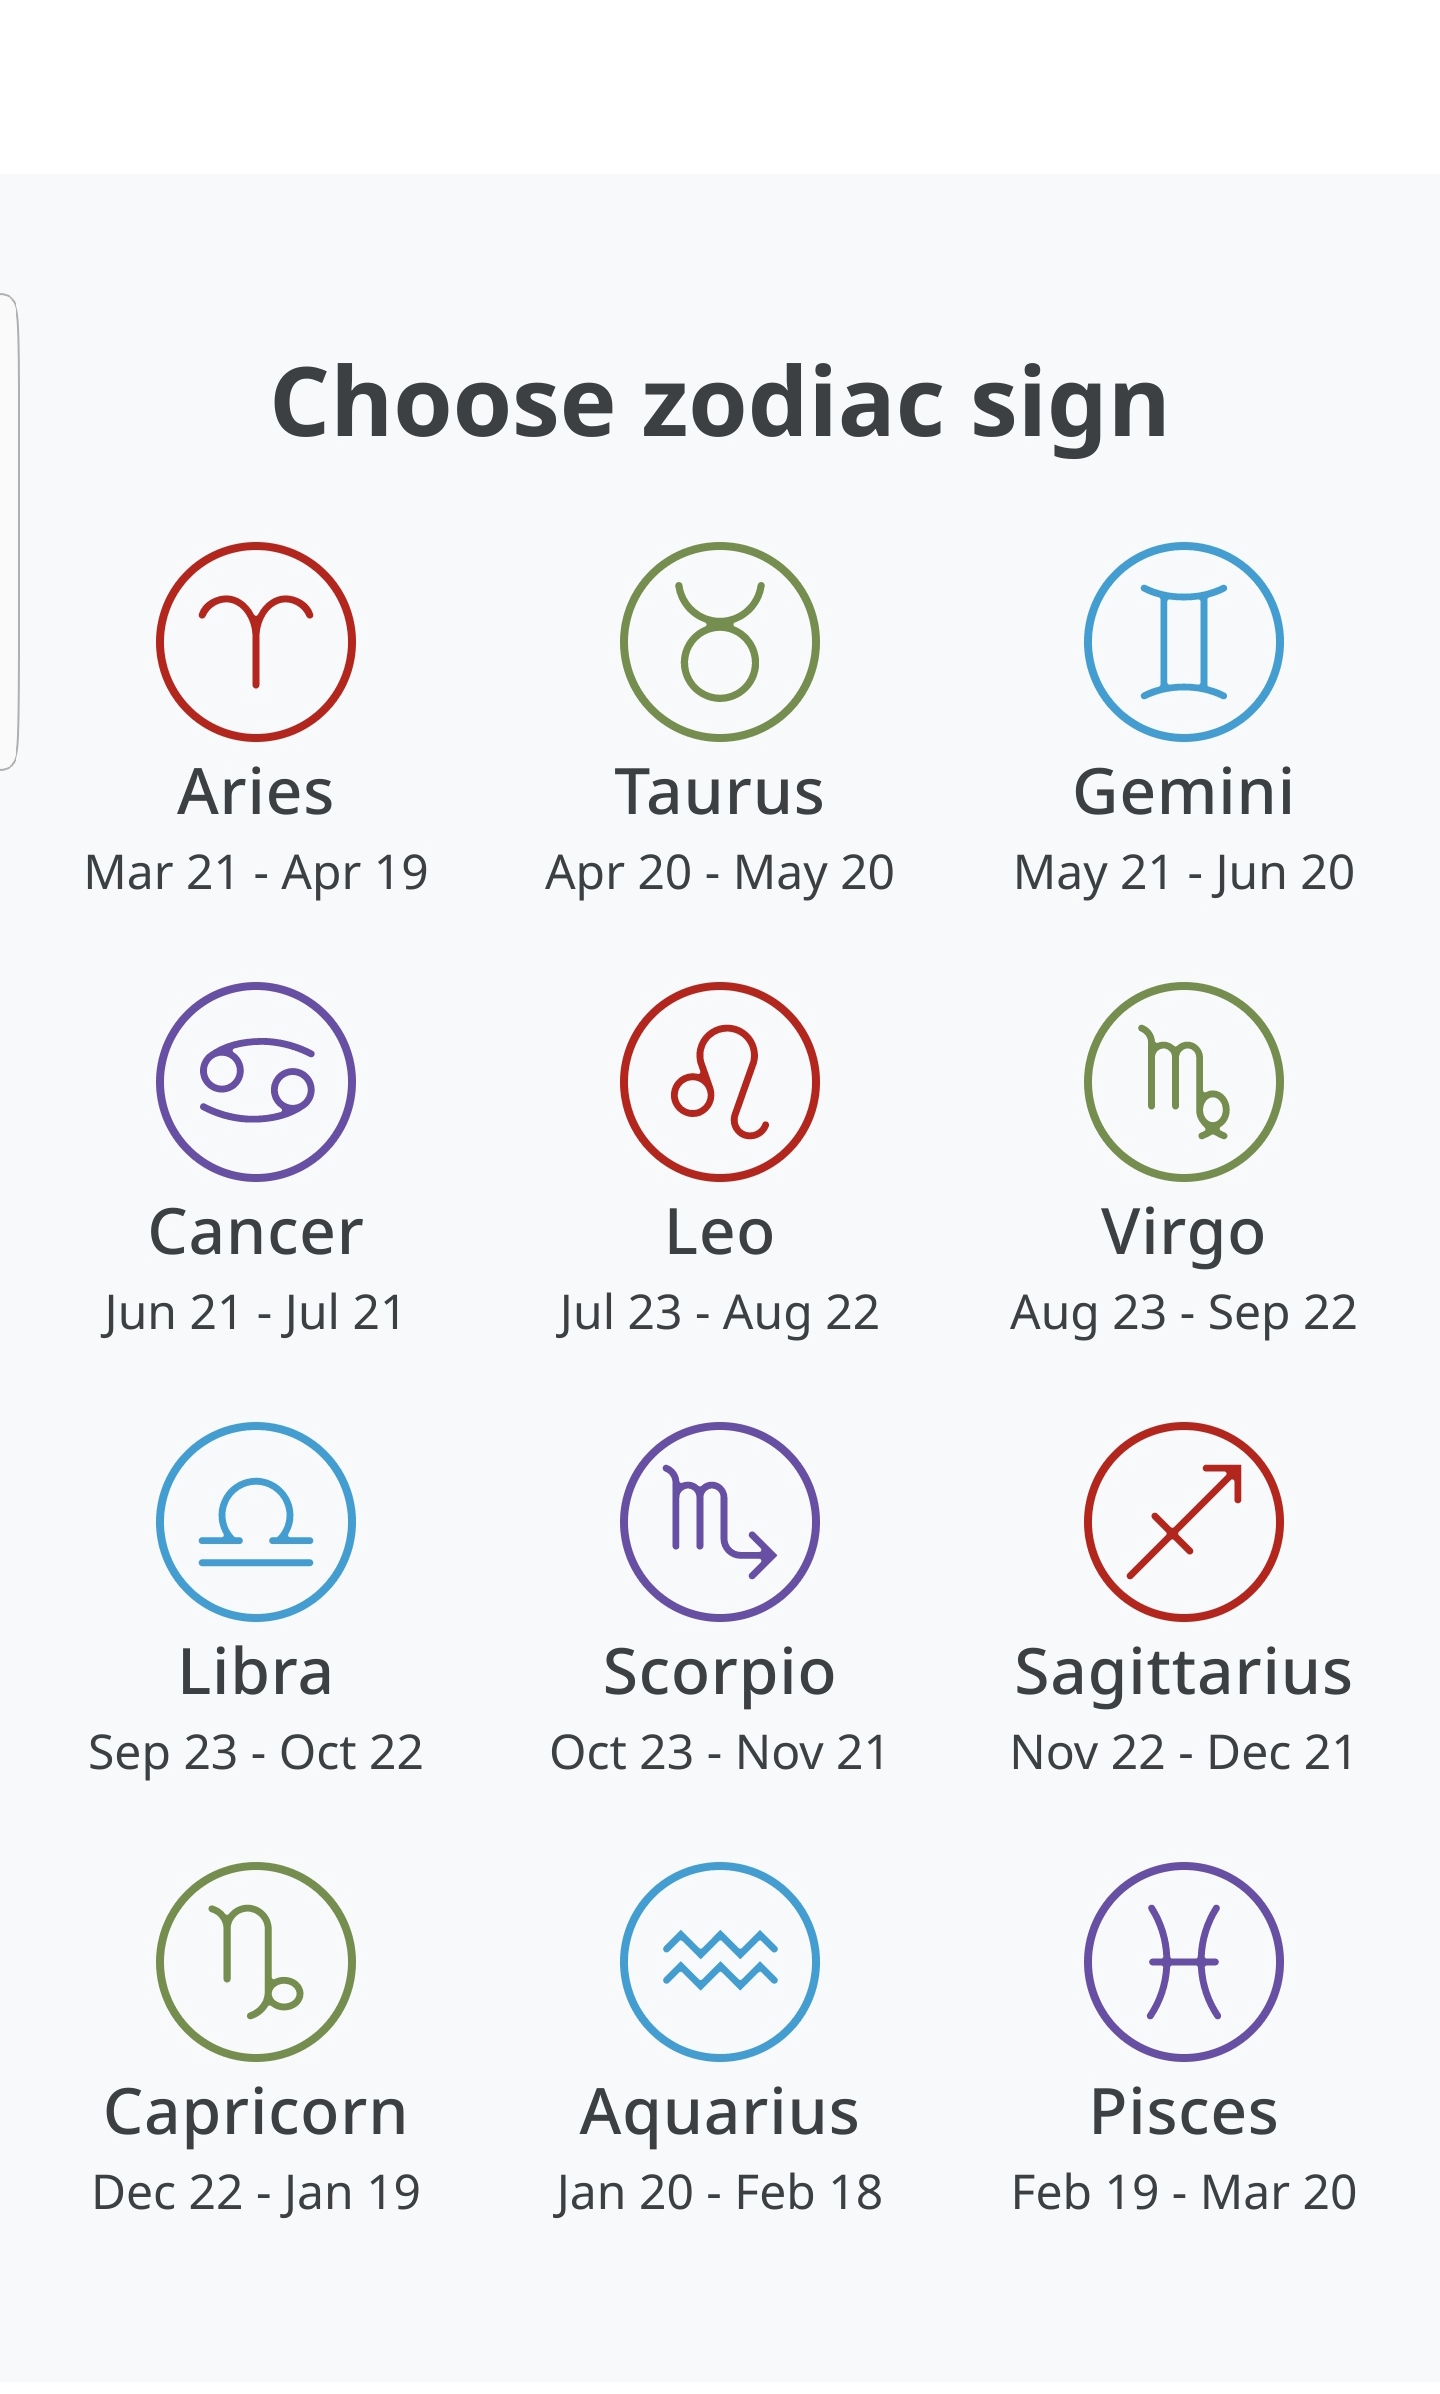 Choose zodiac sign
Aries
Taurus
Gemini
Mar 21 - Apr 19
Apr 20 - May 20
May 21 - Jun 20
Cancer
Leo
Virgo
Jun 21 - Jul 21
Jul 23 - Aug 22
Aug 23 - Sep 22
Libra
Scorpio
Sagittarius
Sep 23 - Oct 22
Oct 23 - Nov 21
Nov 22 - Dec 21
Capricorn
Aquarius
Pisces
Dec 22 - Jan 19
Jan 20 - Feb 18
Feb 19 - Mar 20